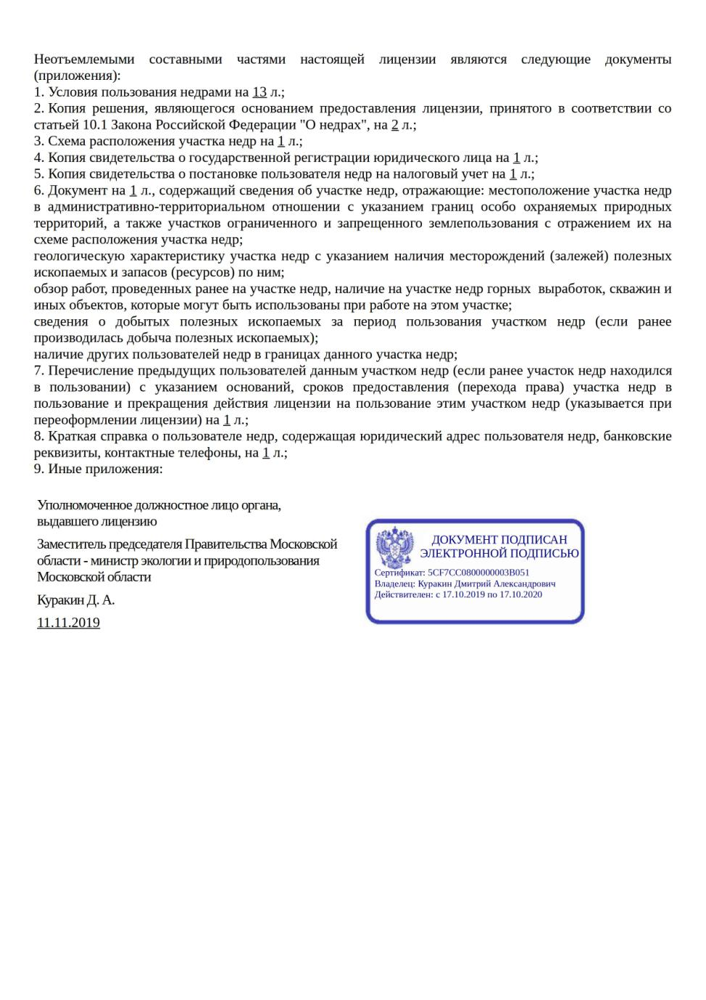 Неотъемлемыми составными частями настоящей лицензии являются следующие документы
(приложения):
1. Условия пользования недрами на 13 л.;
2. Копия решения, являющегося основанием предоставления лицензии, принятого в соответствии со
статьей 10.1 Закона Российской Федерации "О недрах", на 2 л.;
3. Схема расположения участка недр на 1 л.;
4. Копия свидетельства о государственной регистрации юридического лица на 1 л.;
5. Копия свидетельства о постановке пользователя недр на налоговый учет на 1 л.;
6. Документ на 1 л., содержащий сведения об участке недр, отражающие: местоположение участка недр
в административно-территориальном отношении с указанием границ особо охраняемых природных
территорий, а также участков ограниченного и запрещенного землепользования с отражением их на
схеме расположения участка недр;
геологическую характеристику участка недр с указанием наличия месторождений (залежей) полезных
ископаемых и запасов (ресурсов) по ним;
обзор работ, проведенных ранее на участке недр, наличие на участке недр горных выработок, скважин и
иных объектов, которые могут быть использованы при работе на этом участке;
сведения о добытых полезных ископаемых за период пользования участком недр (если ранее
производилась добыча полезных ископаемых);
наличие других пользователей недр в границах данного участка недр;
7. Перечисление предыдущих пользователей данным участком недр (если ранее участок недр находился
в пользовании) с указанием оснований, сроков предоставления (перехода права) участка недр в
пользование и прекращения действия лицензии на пользование этим участком недр (указывается при
переоформлении лицензии) на 1 л.;
8. Краткая справка о пользователе недр, содержащая юридический адрес пользователя недр, банковские
реквизиты, контактные телефоны, на 1 л.;
9. Иные приложения:
Уполномоченное должностное лицо органа,
выдавшего лицензию
Заместитель председателя Правительства Московской
области - министр экологии и природопользования
Московской области
Куракин Д. А.
11.11.2019
ДОКУМЕНТ ПОДПИСАН
ЭЛЕКТРОННОЙ ПОДПИСЬЮ
Сертификат: 5CF7CC0800000003B051
Владелец: Куракин Дмитрий Александрович
Действителен: с 17.10.2019 по 17.10.2020